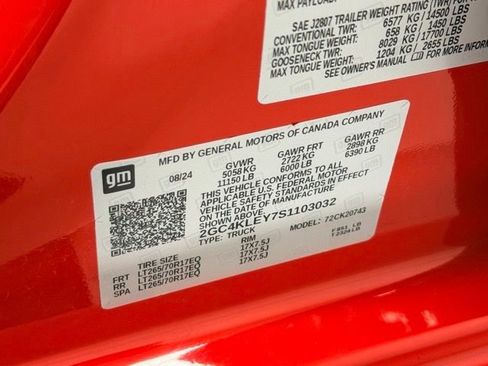 MAX PAYLOAD:
SAE J2807 TRAILER WEIGHT RATING (TWR)
CONVENTIONAL TWR: 6577 KG / 14500 LBS
MAX TONGUE WEIGHT: 658 KG / 1450 LBS
GOOSENECK TWR: 8029 KG / 17700 LBS
MAX TONGUE WEIGHT: 1204 KG / 2655 LBS
SEE OWNER'S MANUAL
gm
MFD BY GENERAL MOTORS OF CANADA COMPANY
08/24
GVWR GAWR FRT GAWR RR
5058 KG 2722 KG 2898 KG
11150 LB 6000 LB 6390 LB
THIS VEHICLE CONFORMS TO ALL
APPLICABLE U.S. FEDERAL MOTOR
VEHICLE SAFETY STANDARDS IN
EFFECT ON THE DATE OF
MANUFACTURE SHOWN ABOVE.
2GC4KLEY7S1103032
TYPE: TRUCK MODEL: 72CK20743
TIRE SIZE RIM
FRT LT265/70R17EQ 17X7.5J
RR LT265/70R17EQ 17X7.5J
SPA LT265/70R17EQ 17X7.5J